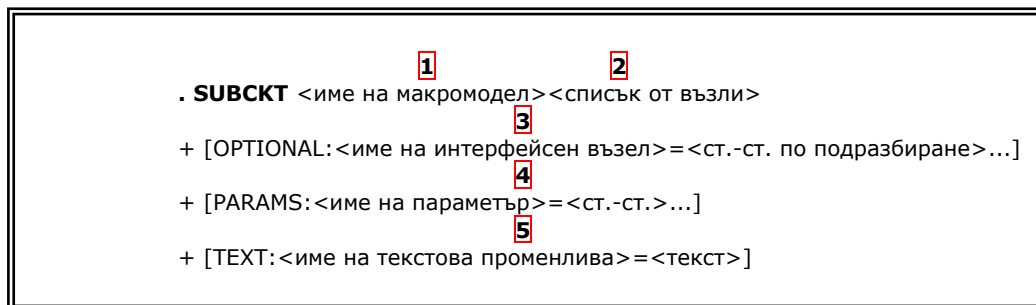 1 2
. SUBCKT <име на макромодел><списък от възли>
3
+ [OPTIONAL:<име на интерфейсен възел>=<ст.-ст. по подразбиране>...]
4
+ [PARAMS:<име на параметър>=<ст.-ст.>...]
5
+ [TEXT:<име на текстова променлива>=<текст>]